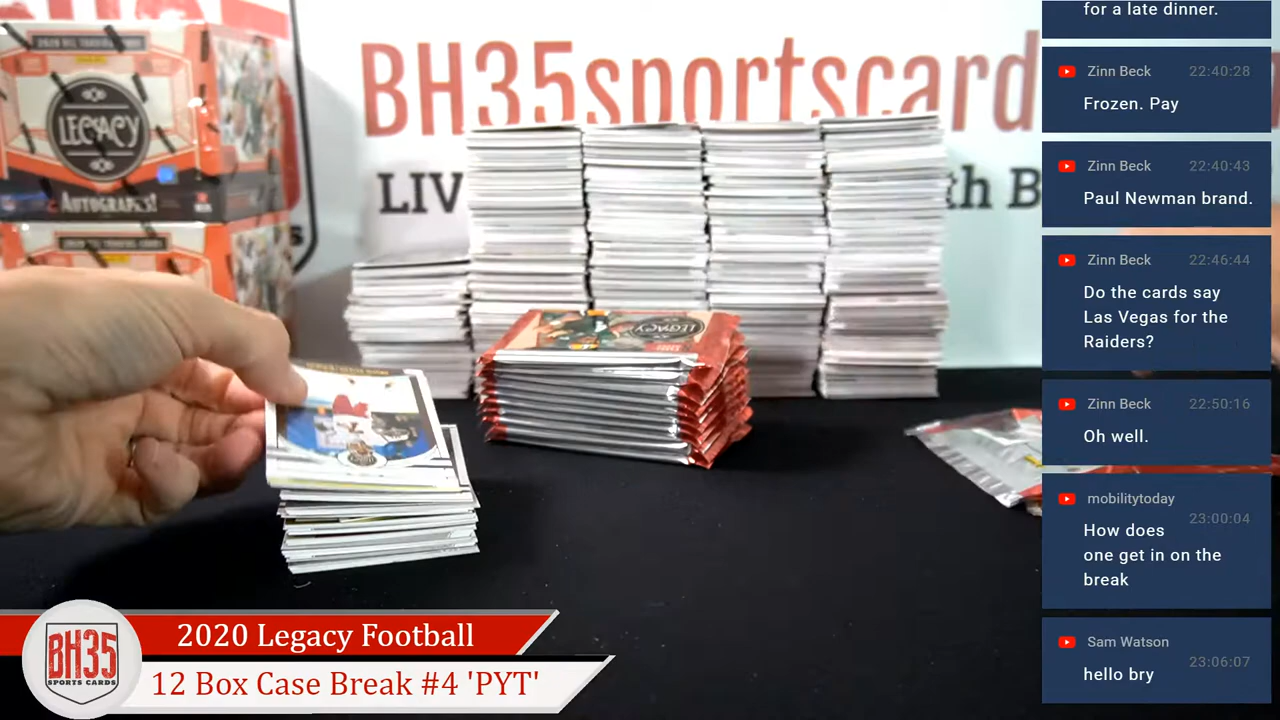 BH35sportscard
LIV
th B
LEGACY
AUTOGRAPHS!
LEGACY
for a late dinner.
Zinn Beck 22:40:28
Frozen. Pay
Zinn Beck 22:40:43
Paul Newman brand.
Zinn Beck 22:46:44
Do the cards say
Las Vegas for the
Raiders?
Zinn Beck 22:50:16
Oh well.
mobilitytoday 23:00:04
How does
one get in on the
break
Sam Watson 23:06:07
hello bry
BH35
SPORTS CARDS
2020 Legacy Football
12 Box Case Break #4 'PYT'